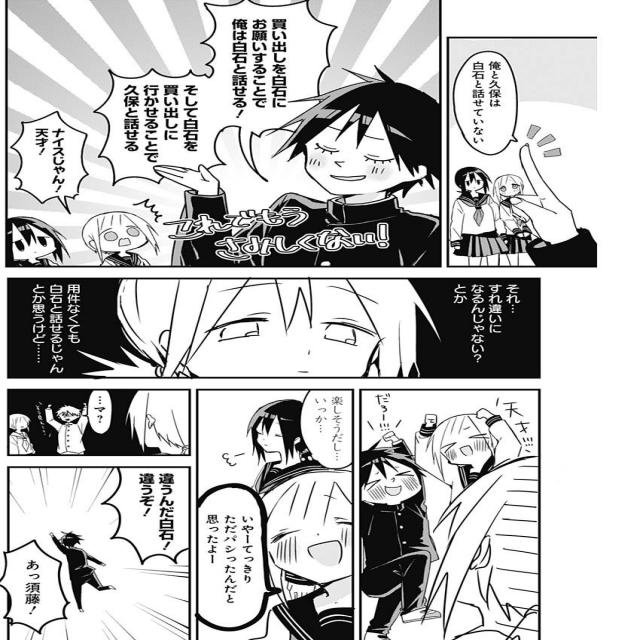 俺と久保は
白石と話せていない
買い出しを白石に
お願いすることで
俺は白石と話せる!
そして白石を
買い出しに
行かせることで
久保と話せる
ナイスじゃん!
天才!
これでもう
さみしくない!
それ…
すれ違いに
なるんじゃない?
とか
用件なくても
白石と話せるじゃん
とか思うけど……
天才!!
だろー!!!
楽しそうだし…
いっか…
いやーてっきり
ただパシったんだと
思ったよー
…マ?
違うんだ白石!
違うぞ!
あっ須藤!